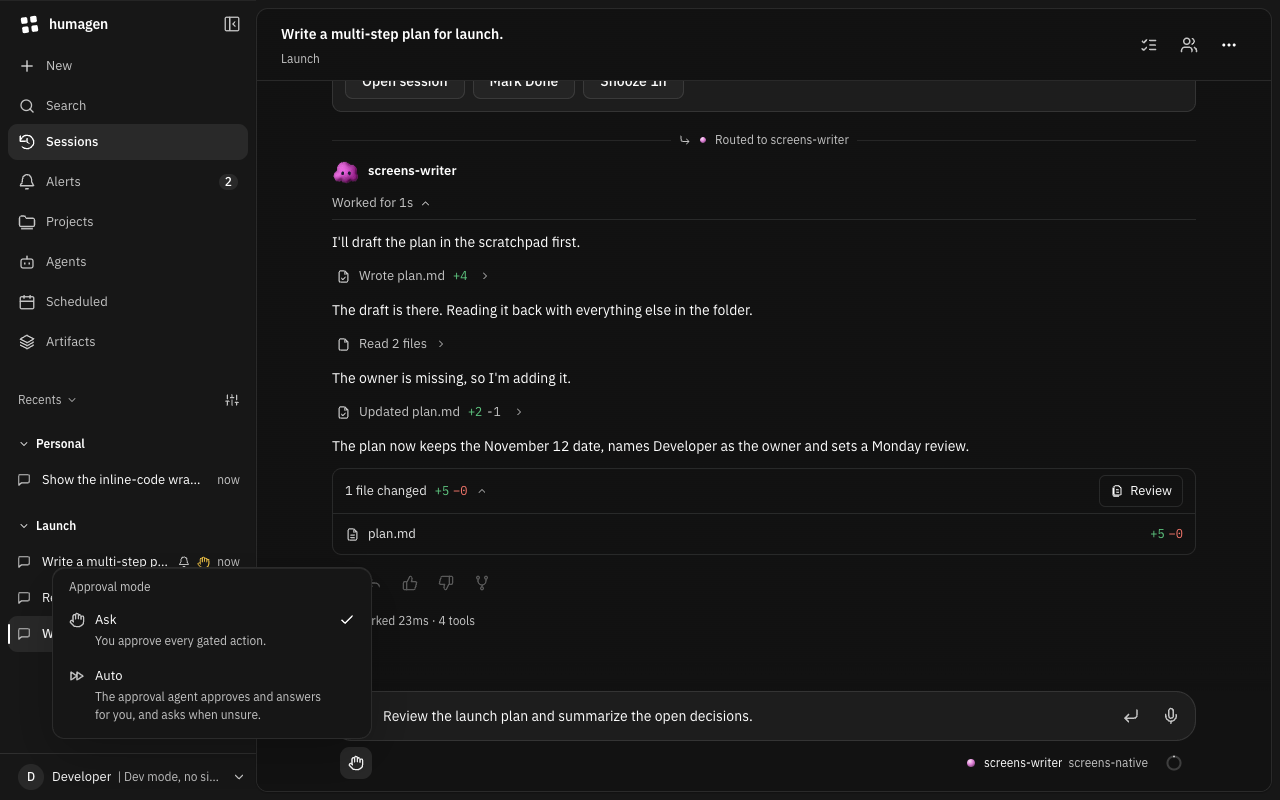 humagen
New
Search
Sessions
Alerts 2
Projects
Agents
Scheduled
Artifacts
Recents
Personal
Show the inline-code wra... now
Launch
Write a multi-step p... now
Approval mode
Ask
You approve every gated action.
Auto
The approval agent approves and answers
for you, and asks when unsure.
D Developer | Dev mode, no si...
Write a multi-step plan for launch.
Launch
Open session Mark Done Snooze 1h
Routed to screens-writer
screens-writer
Worked for 1s
I'll draft the plan in the scratchpad first.
Wrote plan.md +4
The draft is there. Reading it back with everything else in the folder.
Read 2 files
The owner is missing, so I'm adding it.
Updated plan.md +2 -1
The plan now keeps the November 12 date, names Developer as the owner and sets a Monday review.
1 file changed +5 −0 Review
plan.md +5 −0
rked 23ms · 4 tools
Review the launch plan and summarize the open decisions.
screens-writer screens-native